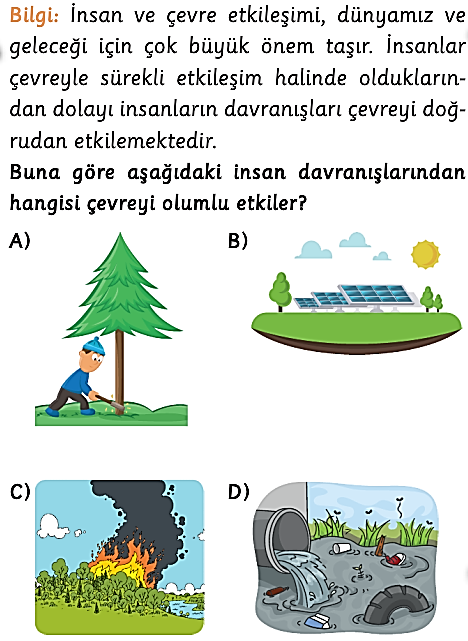 Bilgi: İnsan ve çevre etkileşimi, dünyamız ve
geleceği için çok büyük önem taşır. İnsanlar
çevreyle sürekli etkileşim halinde oldukların-
dan dolayı insanların davranışları çevreyi doğ-
rudan etkilemektedir.
Buna göre aşağıdaki insan davranışlarından
hangisi çevreyi olumlu etkiler?
A)
B)
C)
D)